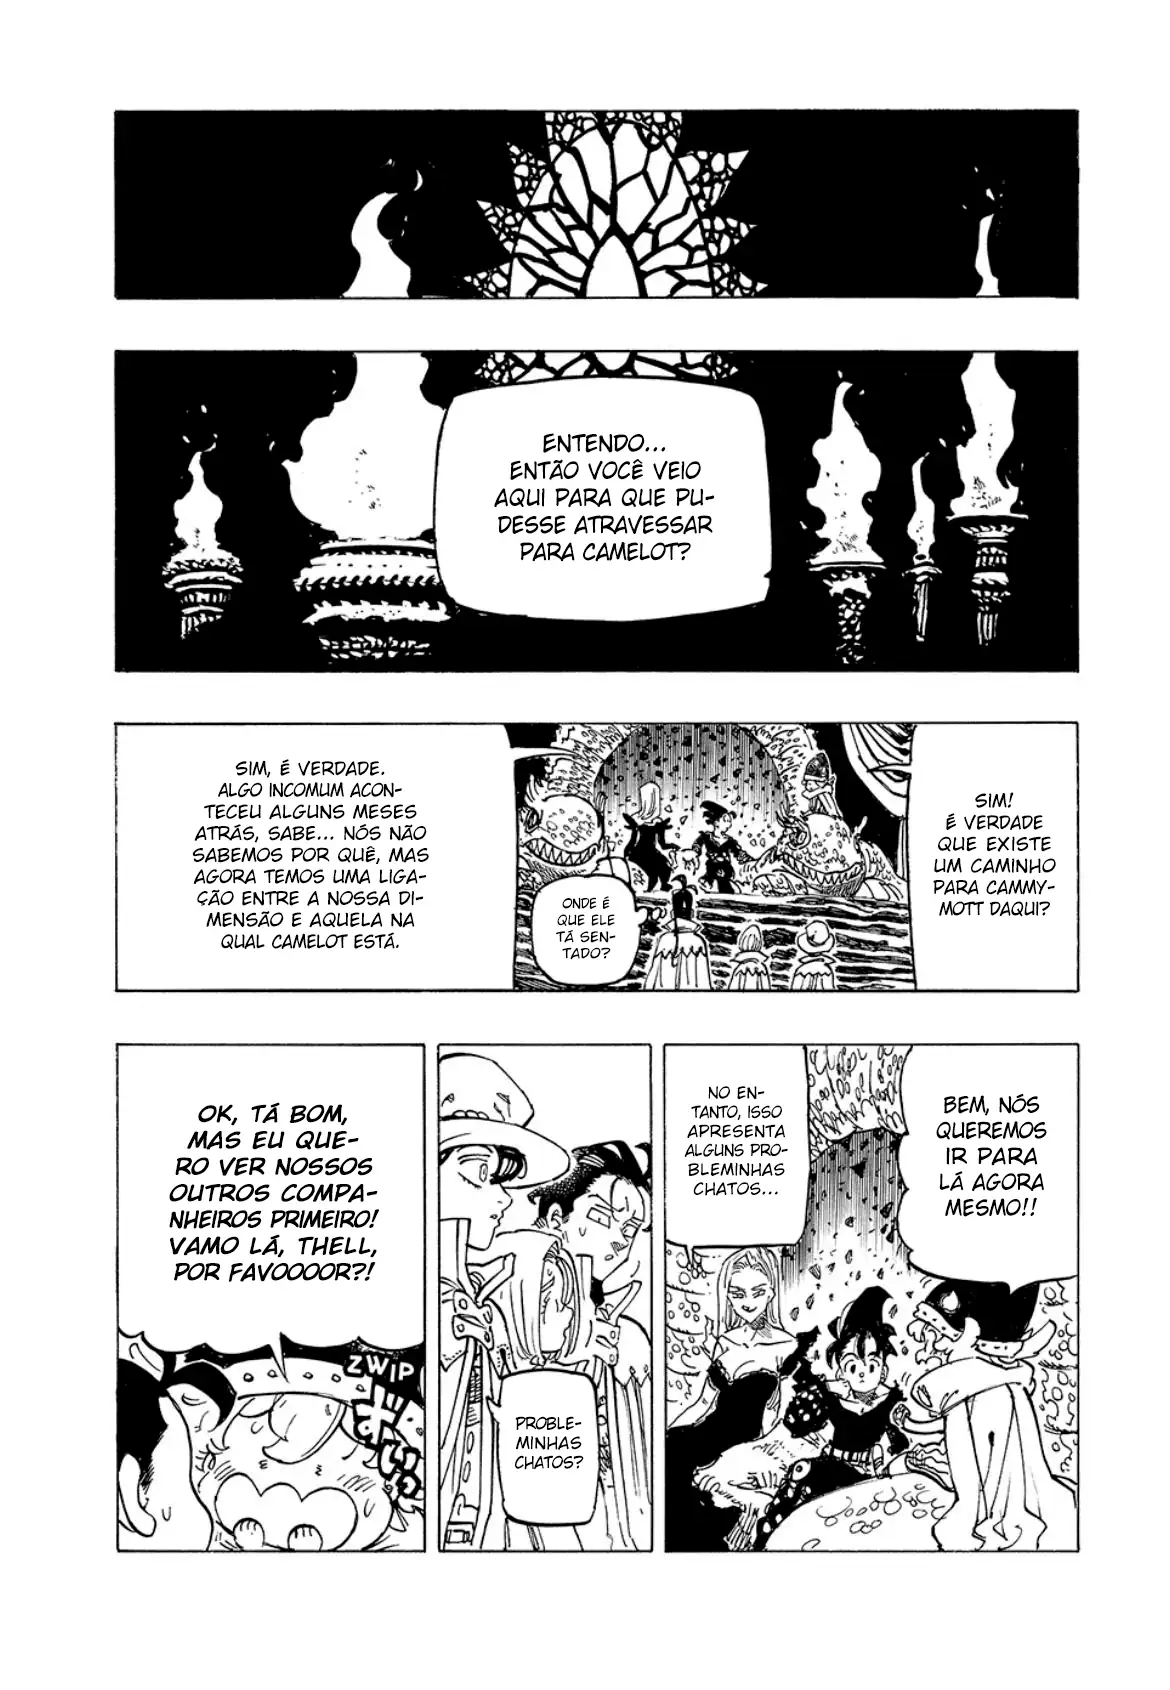 ENTENDO...
ENTÃO VOCÊ VEIO
AQUI PARA QUE PU-
DESSE ATRAVESSAR
PARA CAMELOT?
SIM!
É VERDADE
QUE EXISTE
UM CAMINHO
PARA CAMMY-
MOTT DAQUI?
ONDE É
QUE ELE
TÁ SEN-
TADO?
SIM, É VERDADE.
ALGO INCOMUM ACON-
TECEU ALGUNS MESES
ATRÁS, SABE... NÓS NÃO
SABEMOS POR QUÊ, MAS
AGORA TEMOS UMA LIGA-
ÇÃO ENTRE A NOSSA DI-
MENSÃO E AQUELA NA
QUAL CAMELOT ESTÁ.
BEM, NÓS
QUEREMOS
IR PARA
LÁ AGORA
MESMO!!
NO EN-
TANTO, ISSO
APRESENTA
ALGUNS PRO-
BLEMINHAS
CHATOS...
PROBLE-
MINHAS
CHATOS?
OK, TÁ BOM,
MAS EU QUE-
RO VER NOSSOS
OUTROS COMPA-
NHEIROS PRIMEIRO!
VAMO LÁ, THELL,
POR FAVOOOOR?!
ZWIP